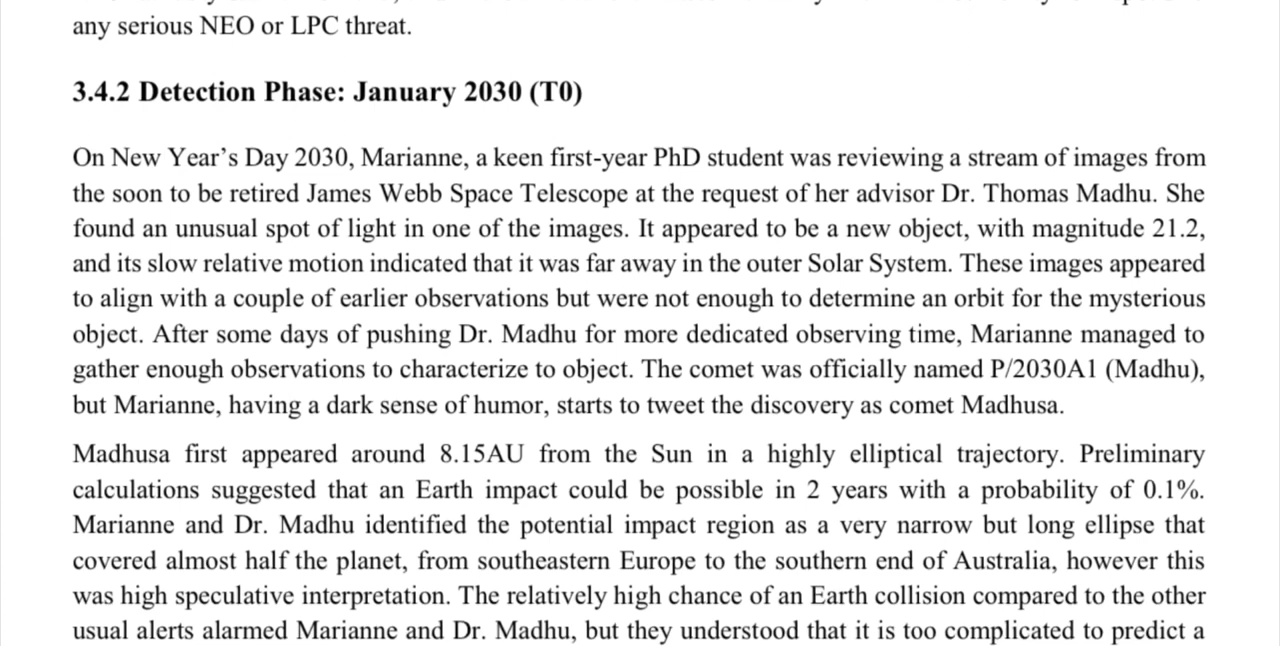 any serious NEO or LPC threat.
3.4.2 Detection Phase: January 2030 (T0)
On New Year’s Day 2030, Marianne, a keen first-year PhD student was reviewing a stream of images from
the soon to be retired James Webb Space Telescope at the request of her advisor Dr. Thomas Madhu. She
found an unusual spot of light in one of the images. It appeared to be a new object, with magnitude 21.2,
and its slow relative motion indicated that it was far away in the outer Solar System. These images appeared
to align with a couple of earlier observations but were not enough to determine an orbit for the mysterious
object. After some days of pushing Dr. Madhu for more dedicated observing time, Marianne managed to
gather enough observations to characterize to object. The comet was officially named P/2030A1 (Madhu),
but Marianne, having a dark sense of humor, starts to tweet the discovery as comet Madhusa.
Madhusa first appeared around 8.15AU from the Sun in a highly elliptical trajectory. Preliminary
calculations suggested that an Earth impact could be possible in 2 years with a probability of 0.1%.
Marianne and Dr. Madhu identified the potential impact region as a very narrow but long ellipse that
covered almost half the planet, from southeastern Europe to the southern end of Australia, however this
was high speculative interpretation. The relatively high chance of an Earth collision compared to the other
usual alerts alarmed Marianne and Dr. Madhu, but they understood that it is too complicated to predict a